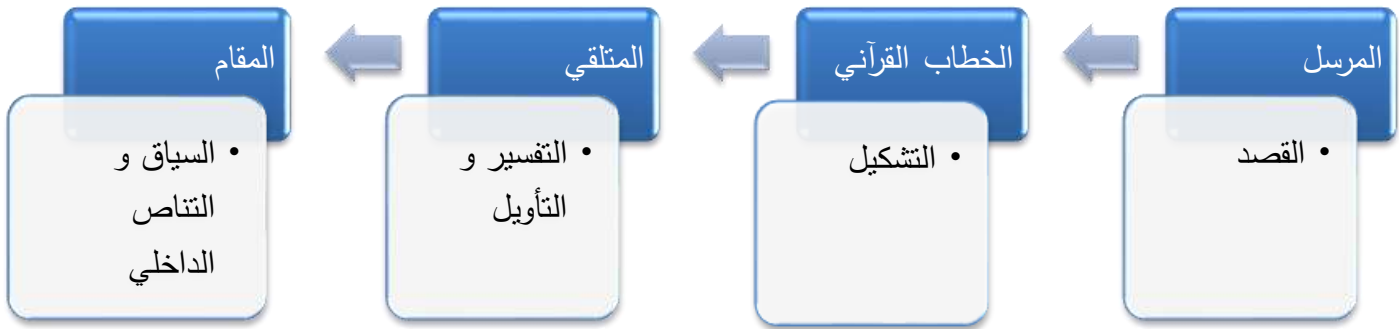 المرسل
• القصد
الخطاب القرآني
• التشكيل
المتلقي
• التفسير و
التأويل
المقام
• السياق و
التناص
الداخلي